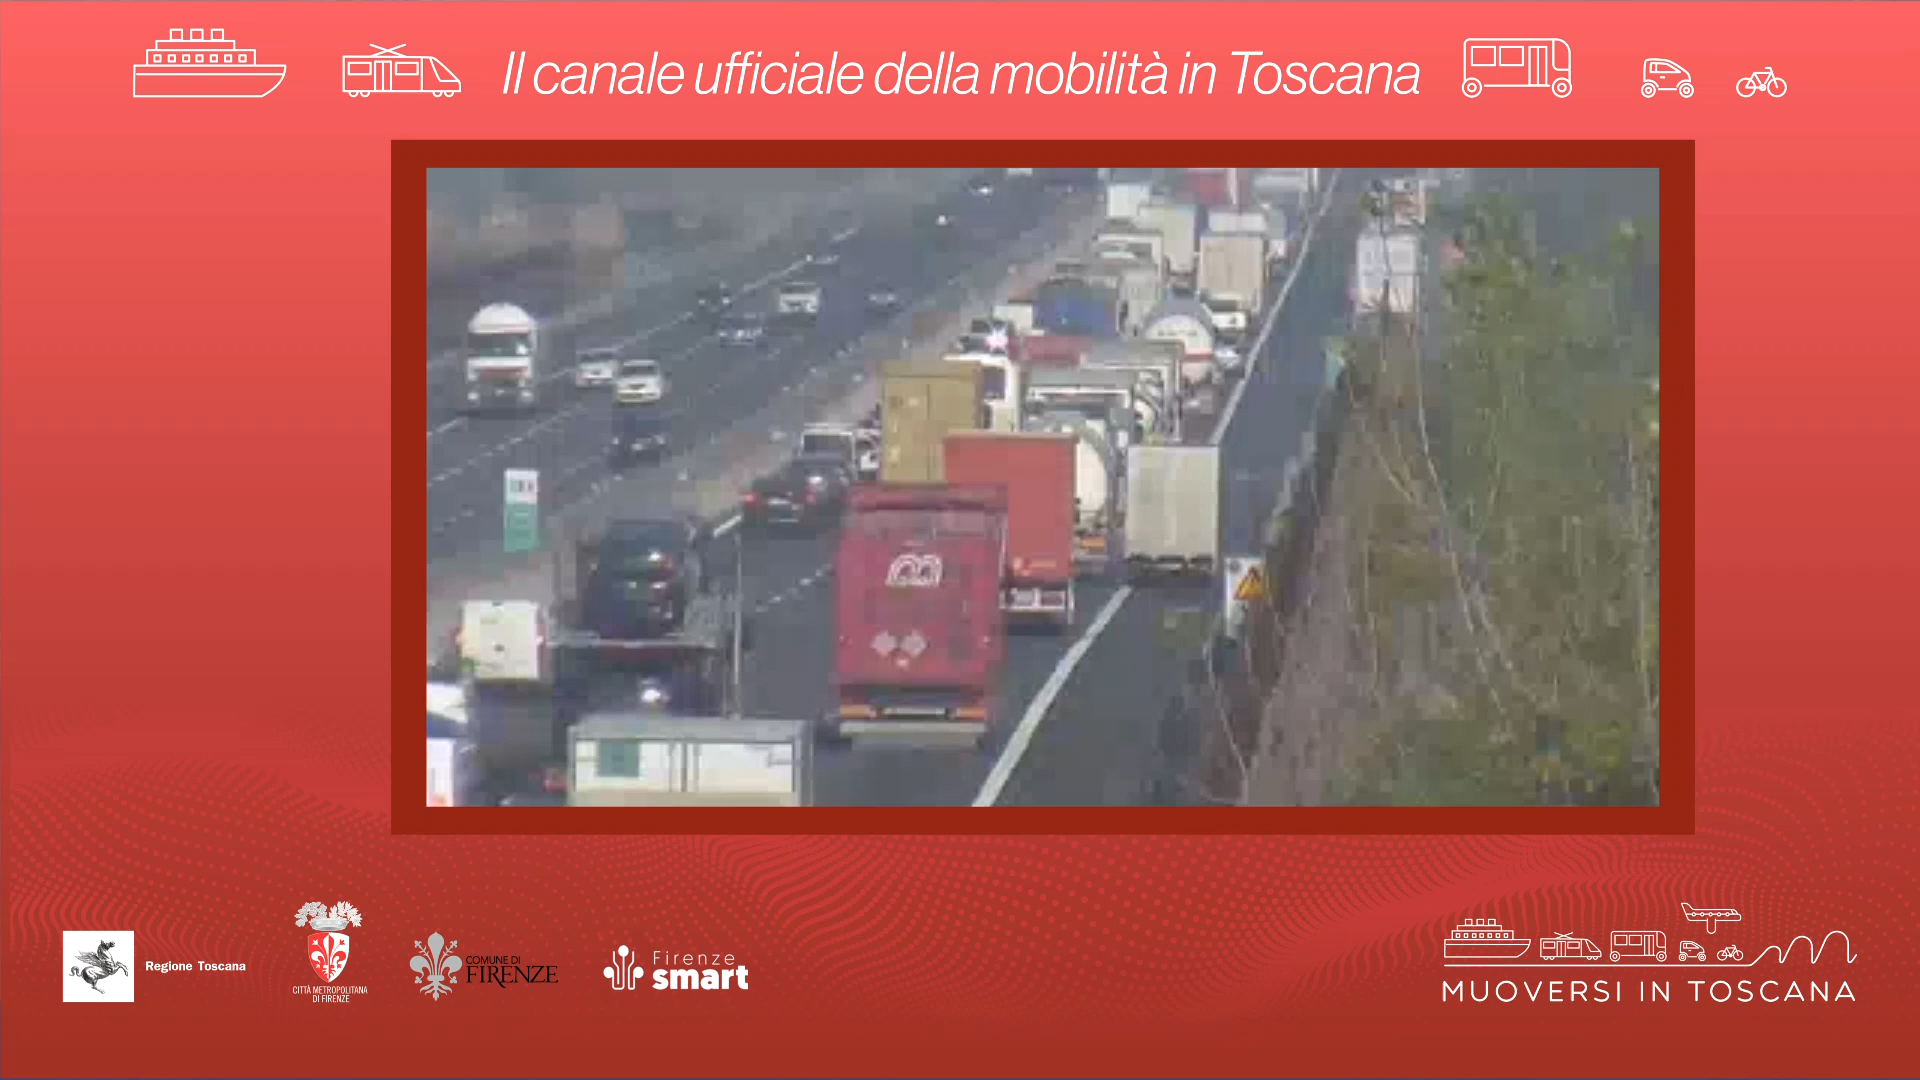 Il canale ufficiale della mobilità in Toscana
Regione Toscana
CITTÀ METROPOLITANA
DI FIRENZE
COMUNE DI
FIRENZE
Firenze
smart
MUOVERSI IN TOSCANA